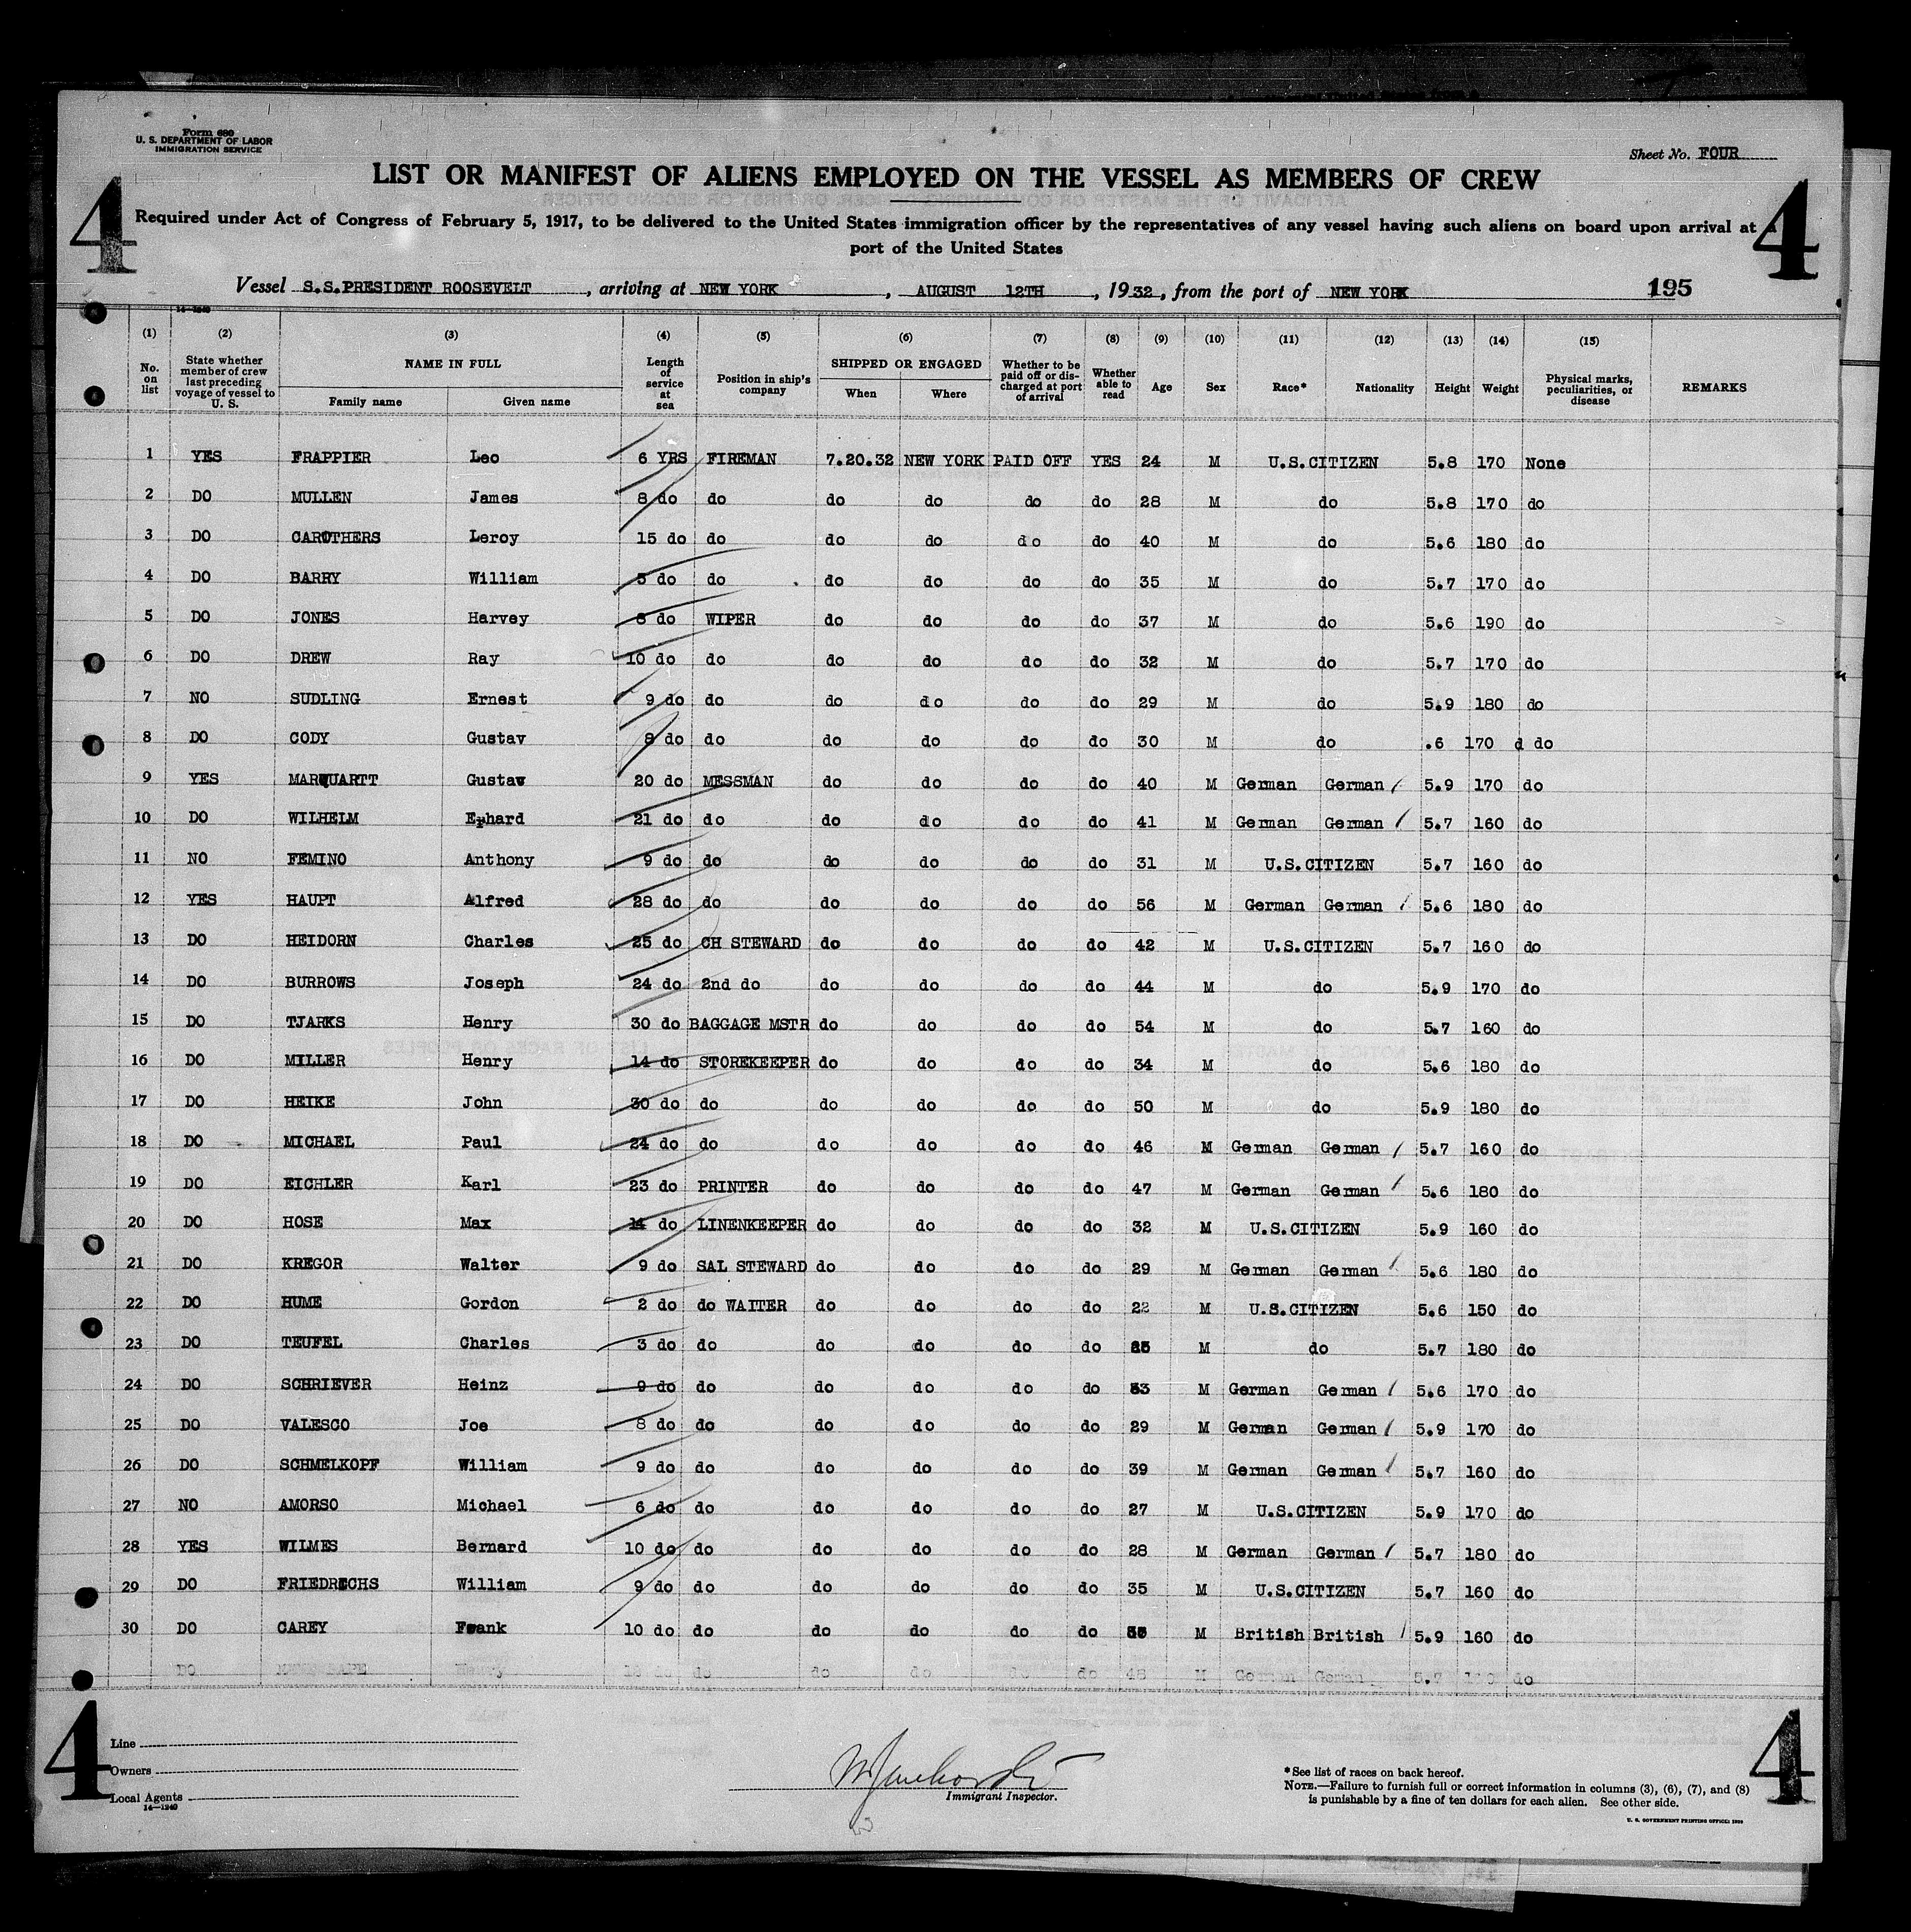 Form 680
U. S. DEPARTMENT OF LABOR
IMMIGRATION SERVICE
Sheet No. FOUR
LIST OR MANIFEST OF ALIENS EMPLOYED ON THE VESSEL AS MEMBERS OF CREW
4
4
Required under Act of Congress of February 5, 1917, to be delivered to the United States immigration officer by the representatives of any vessel having such aliens on board upon arrival at a
port of the United States
Vessel S.S.PRESIDENT ROOSEVELT, arriving at NEW YORK, AUGUST 12TH, 1932, from the port of NEW YORK
195
14-1240
(1) (2) (3) (4) (5) (6) (7) (8) (9) (10) (11) (12) (13) (14) (15)
No. on list State whether member of crew last preceding voyage of vessel to U. S. NAME IN FULL Family name Given name Length of service at sea Position in ship's company SHIPPED OR ENGAGED When Where Whether to be paid off or discharged at port of arrival Whether able to read Age Sex Race* Nationality Height Weight Physical marks, peculiarities, or disease REMARKS
1 YES FRAPPIER Leo 6 YRS FIREMAN 7.20.32 NEW YORK PAID OFF YES 24 M U.S.CITIZEN 5.8 170 None
2 DO MULLEN James 8 do do do do do do 28 M do 5.8 170 do
3 DO CAROTHERS Leroy 15 do do do do do do 40 M do 5.6 180 do
4 DO BARRY William 5 do do do do do do 35 M do 5.7 170 do
5 DO JONES Harvey 8 do WIPER do do do do 37 M do 5.6 190 do
6 DO DREW Ray 10 do do do do do do 32 M do 5.7 170 do
7 NO SUDLING Ernest 9 do do do do do do 29 M do 5.9 180 do
8 DO CODY Gustav 8 do do do do do do 30 M do .6 170 d do
9 YES MARQUARTT Gustav 20 do MESSMAN do do do do 40 M German German 5.9 170 do
10 DO WILHELM Ephard 21 do do do do do do 41 M German German 5.7 160 do
11 NO FEMINO Anthony 9 do do do do do do 31 M U.S.CITIZEN 5.7 160 do
12 YES HAUPT Alfred 28 do do do do do do 56 M German German 5.6 180 do
13 DO HEIDORN Charles 25 do CH STEWARD do do do do 42 M U.S.CITIZEN 5.7 160 do
14 DO BURROWS Joseph 24 do 2nd do do do do do 44 M do 5.9 170 do
15 DO TJARKS Henry 30 do BAGGAGE MSTR do do do do 54 M do 5.7 160 do
16 DO MILLER Henry 14 do STOREKEEPER do do do do 34 M do 5.6 180 do
17 DO HEIKE John 30 do do do do do do 50 M do 5.9 180 do
18 DO MICHAEL Paul 24 do do do do do do 46 M German German 5.7 160 do
19 DO EICHLER Karl 23 do PRINTER do do do do 47 M German German 5.6 180 do
20 DO HOSE Max 14 do LINENKEEPER do do do do 32 M U.S.CITIZEN 5.9 160 do
21 DO KREGOR Walter 9 do SAL STEWARD do do do do 29 M German German 5.6 180 do
22 DO HUME Gordon 2 do do WAITER do do do do 22 M U.S.CITIZEN 5.6 150 do
23 DO TEUFEL Charles 3 do do do do do do M do 5.7 180 do
24 DO SCHRIEVER Heinz 9 do do do do do do 33 M German German 5.6 170 do
25 DO VALESCO Joe 8 do do do do do do 29 M German German 5.9 170 do
26 DO SCHMELKOPF William 9 do do do do do do 39 M German German 5.7 160 do
27 NO AMORSO Michael 6 do do do do do do 27 M U.S.CITIZEN 5.9 170 do
28 YES WILMES Bernard 10 do do do do do do 28 M German German 5.7 180 do
29 DO FRIEDRICHS William 9 do do do do do do 35 M U.S.CITIZEN 5.7 160 do
30 DO CAREY Frank 10 do do do do do do M British British 5.9 160 do
DO Henry do do do do do do 48 M German German 5.7 do
4
4
Line
Owners
Local Agents
14-1240
Immigrant Inspector.
*See list of races on back hereof.
NOTE.—Failure to furnish full or correct information in columns (3), (6), (7), and (8)
is punishable by a fine of ten dollars for each alien. See other side.
U. S. GOVERNMENT PRINTING OFFICE: